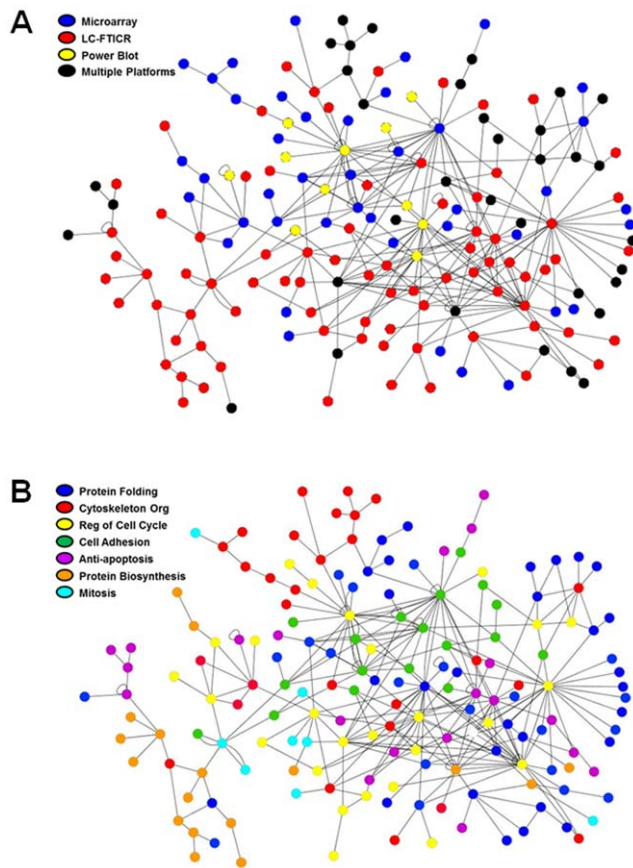 A
Microarray
LC-FTICR
Power Blot
Multiple Platforms
B
Protein Folding
Cytoskeleton Org
Reg of Cell Cycle
Cell Adhesion
Anti-apoptosis
Protein Biosynthesis
Mitosis